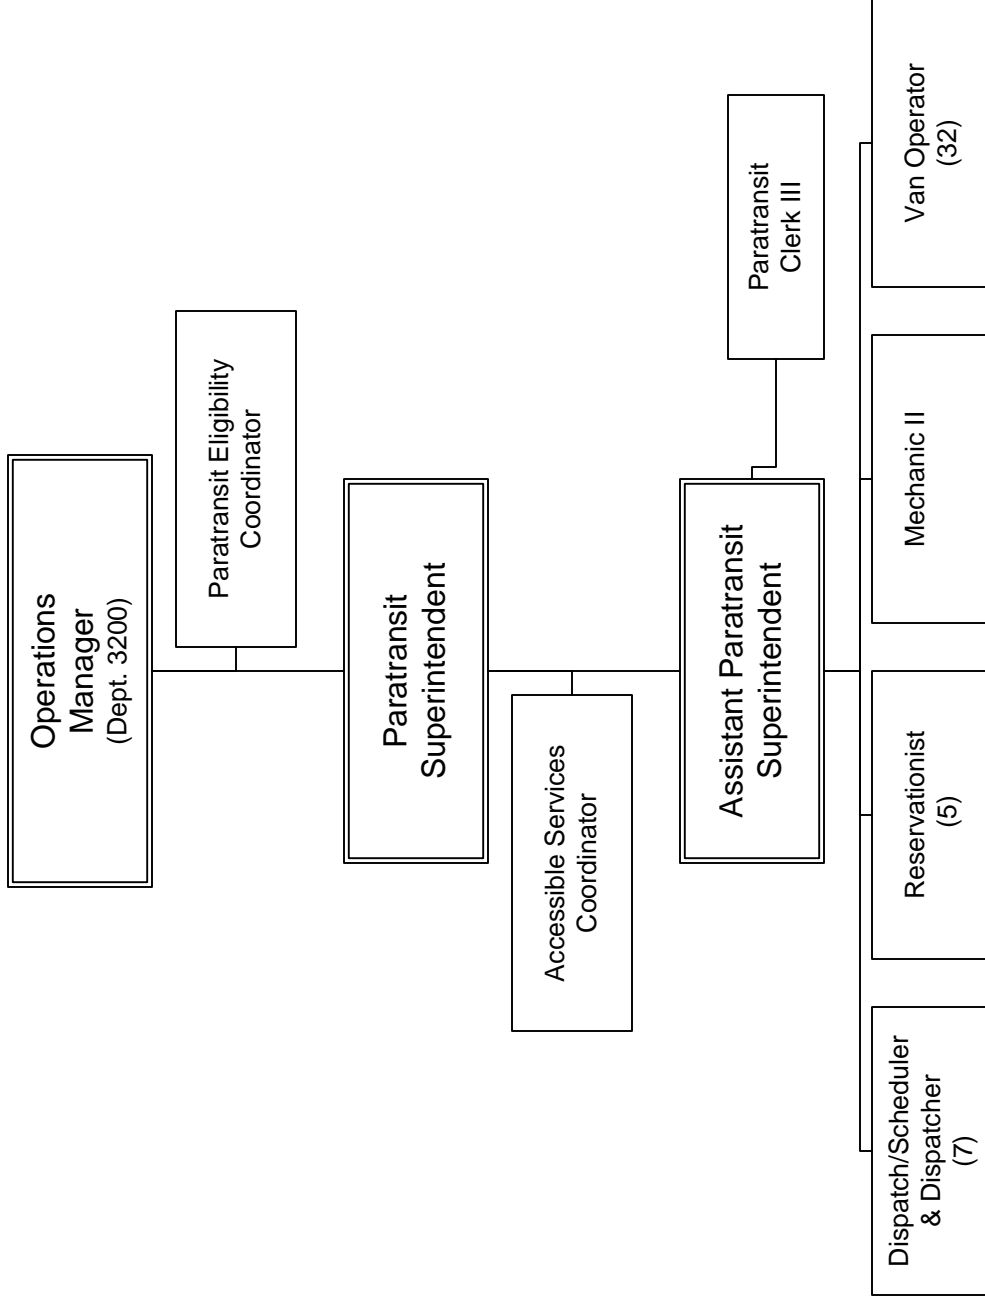 Operations
Manager
(Dept. 3200)
Paratransit Eligibility
Coordinator
Paratransit
Superintendent
Accessible Services
Coordinator
Assistant Paratransit
Superintendent
Paratransit
Clerk III
Dispatch/Scheduler
& Dispatcher
(7)
Reservationist
(5)
Mechanic II
Van Operator
(32)